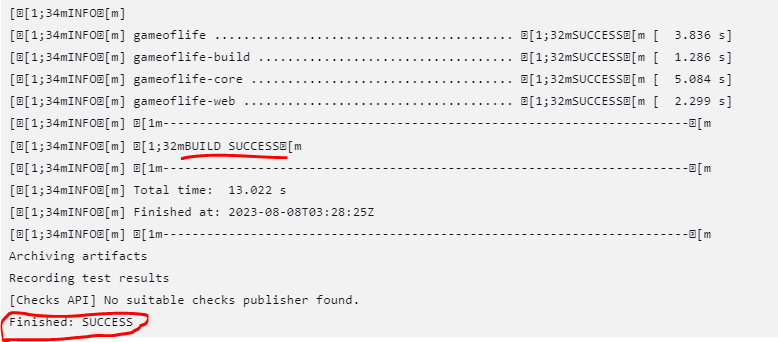 [␛[1;34mINFO␛[m]
[␛[1;34mINFO␛[m] gameoflife ........................................ ␛[1;32mSUCCESS␛[m [  3.836 s]
[␛[1;34mINFO␛[m] gameoflife-build .................................. ␛[1;32mSUCCESS␛[m [  1.286 s]
[␛[1;34mINFO␛[m] gameoflife-core ................................... ␛[1;32mSUCCESS␛[m [  5.084 s]
[␛[1;34mINFO␛[m] gameoflife-web .................................... ␛[1;32mSUCCESS␛[m [  2.299 s]
[␛[1;34mINFO␛[m] ␛[1m------------------------------------------------------------------------␛[m
[␛[1;34mINFO␛[m] ␛[1;32mBUILD SUCCESS␛[m
[␛[1;34mINFO␛[m] ␛[1m------------------------------------------------------------------------␛[m
[␛[1;34mINFO␛[m] Total time:  13.022 s
[␛[1;34mINFO␛[m] Finished at: 2023-08-08T03:28:25Z
[␛[1;34mINFO␛[m] ␛[1m------------------------------------------------------------------------␛[m
Archiving artifacts
Recording test results
[Checks API] No suitable checks publisher found.
Finished: SUCCESS